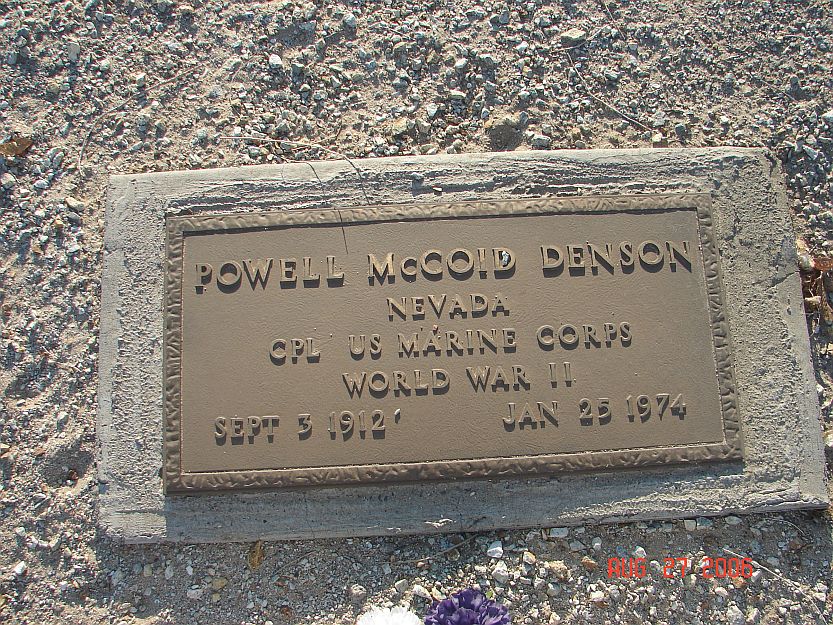 POWELL McCOID DENSON
NEVADA
CPL US MARINE CORPS
WORLD WAR II
SEPT 3 1912 JAN 25 1974
AUG 27 2006